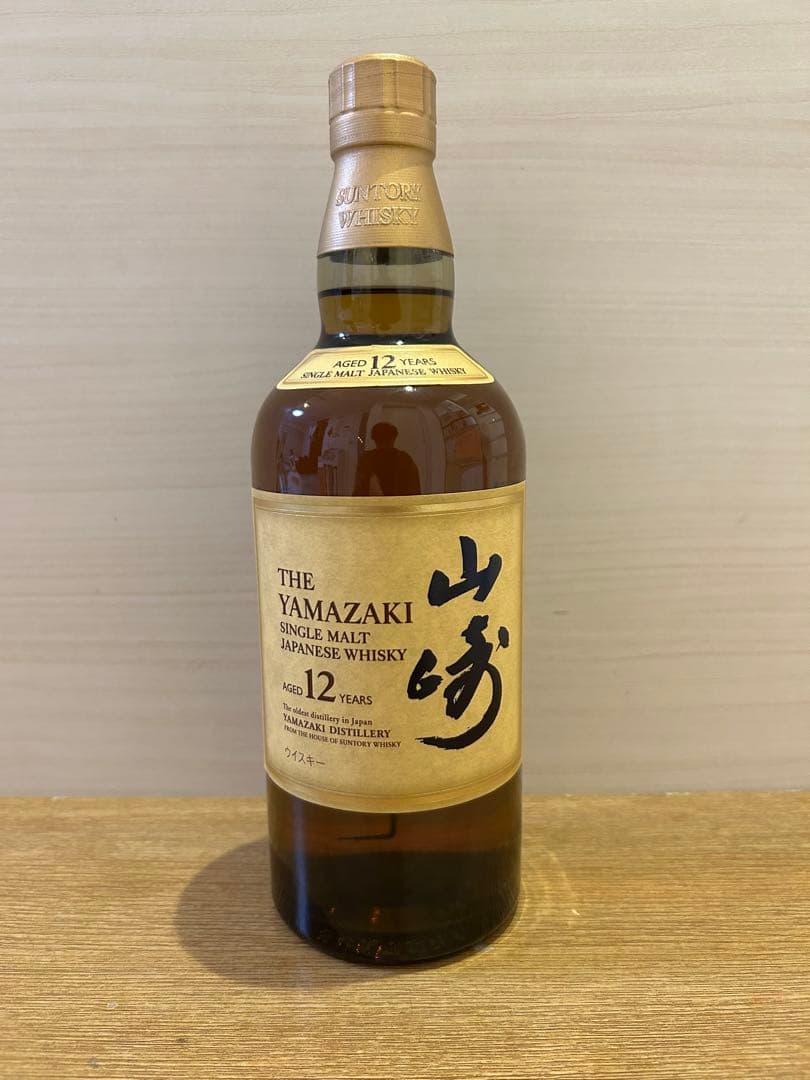 SUNTORY
WHISKY
AGED 12 YEARS
SINGLE MALT JAPANESE WHISKY
THE
YAMAZAKI
SINGLE MALT
JAPANESE WHISKY
AGED 12 YEARS
The oldest distillery in Japan
YAMAZAKI DISTILLERY
FROM THE HOUSE OF SUNTORY WHISKY
ウイスキー
山崎